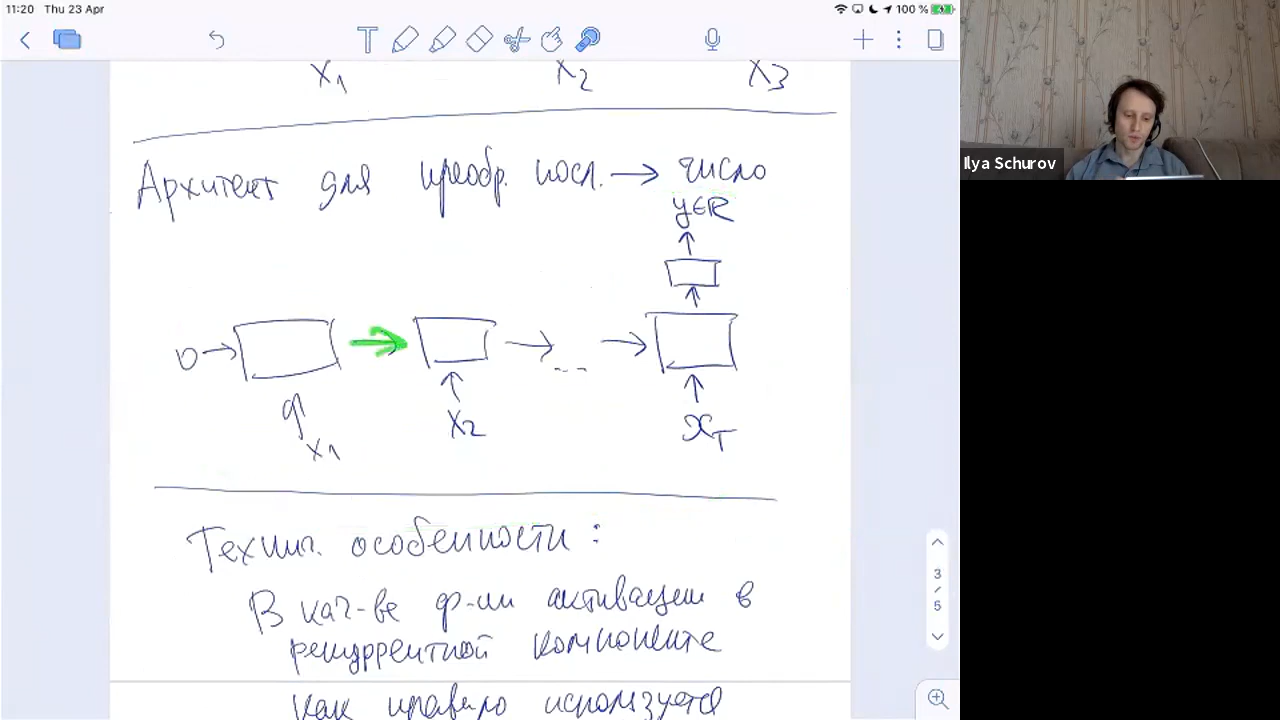 11:20 Thu 23 Apr
100 %
x₁ x₂ x₃
Архитект для преобр. посл. → число
y∈ℝ
0 → → → ... →
x₁ x₂ x_T
Технич. особенности:
В кач-ве ф-ии активации в
рекуррентной компоненте
как правило используется
3
/
5
Ilya Schurov